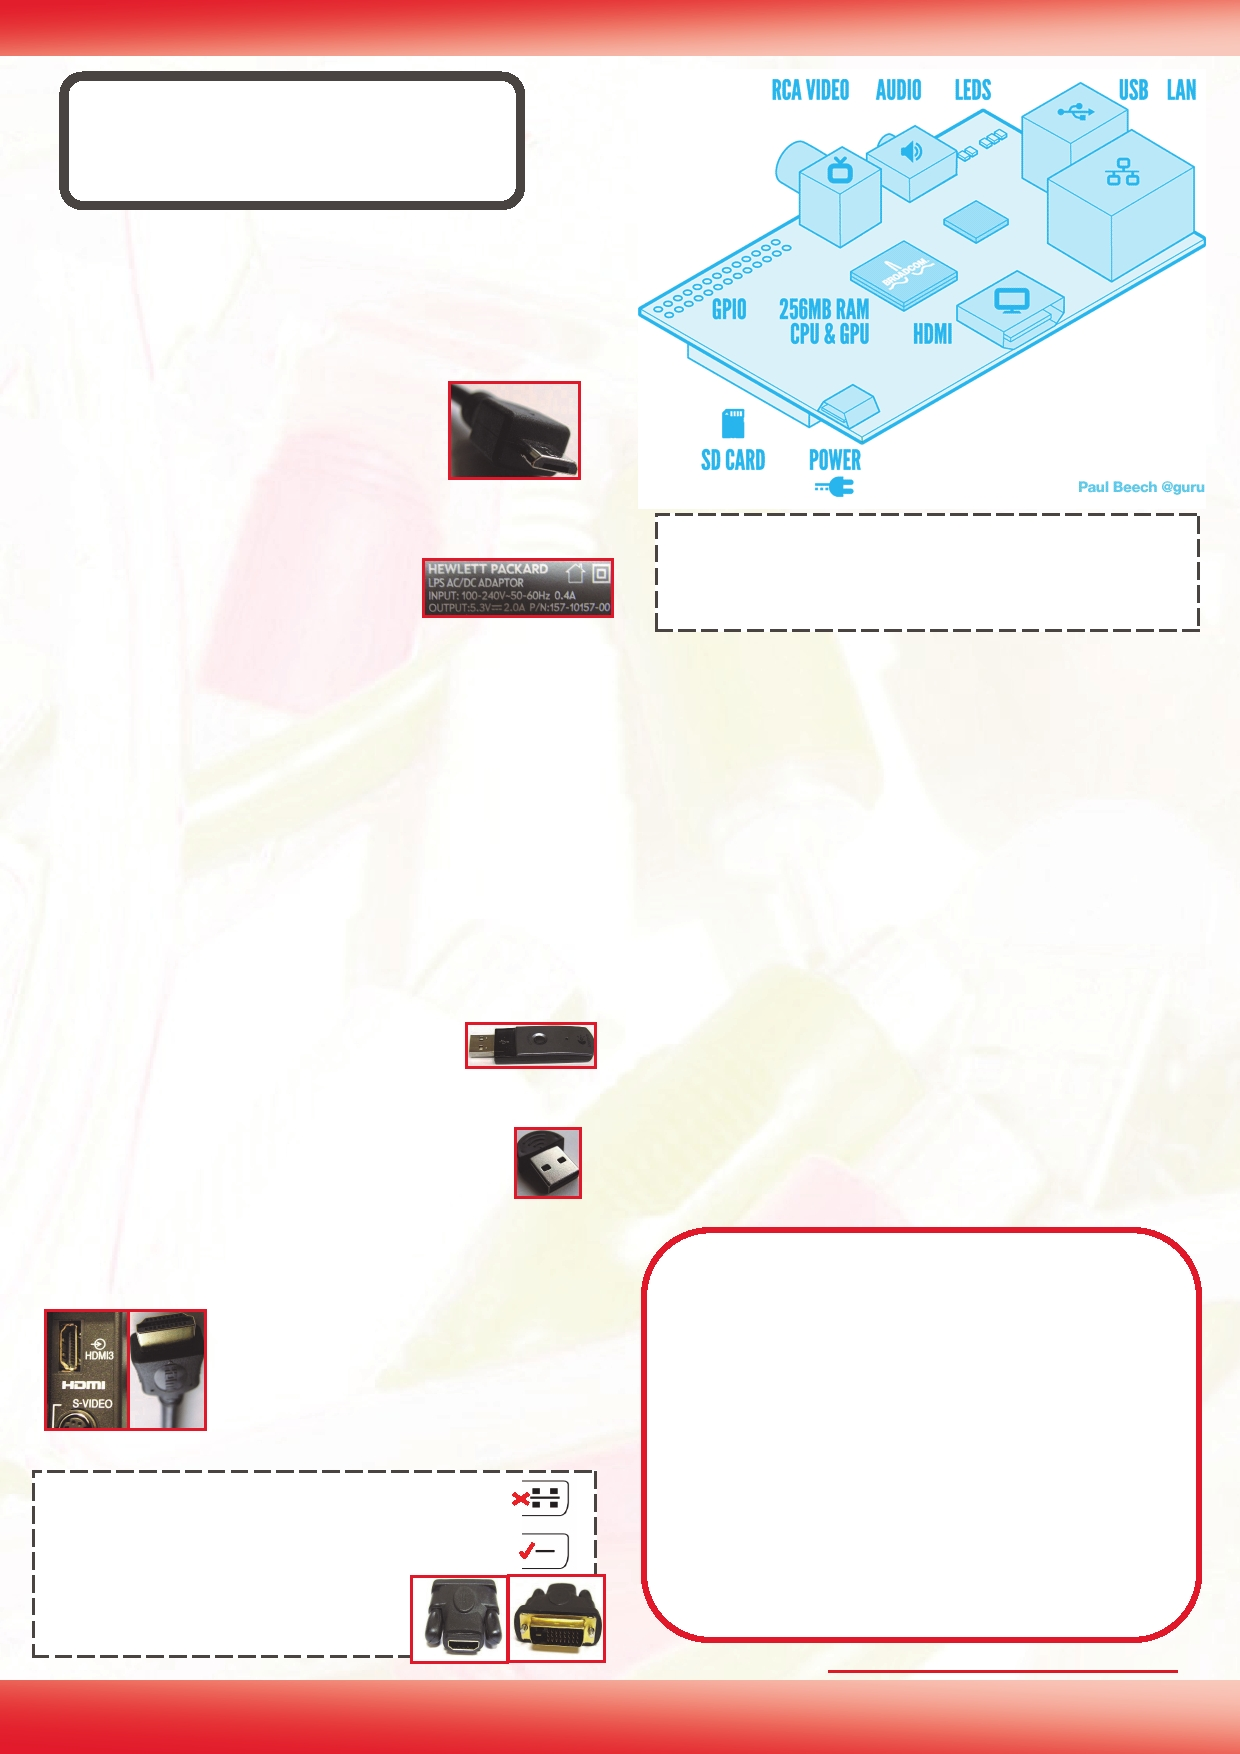 RCA VIDEO AUDIO LEDS USB LAN
BROADCOM
GPIO 256MB RAM
CPU & GPU HDMI
SD CARD POWER
Paul Beech @guru
HEWLETT PACKARD
LPS AC/DC ADAPTOR
INPUT: 100-240V~50-60Hz 0.4A
OUTPUT:5.3V⎓2.0A P/N:157-10157-00
HDMI3
HDMI
S-VIDEO